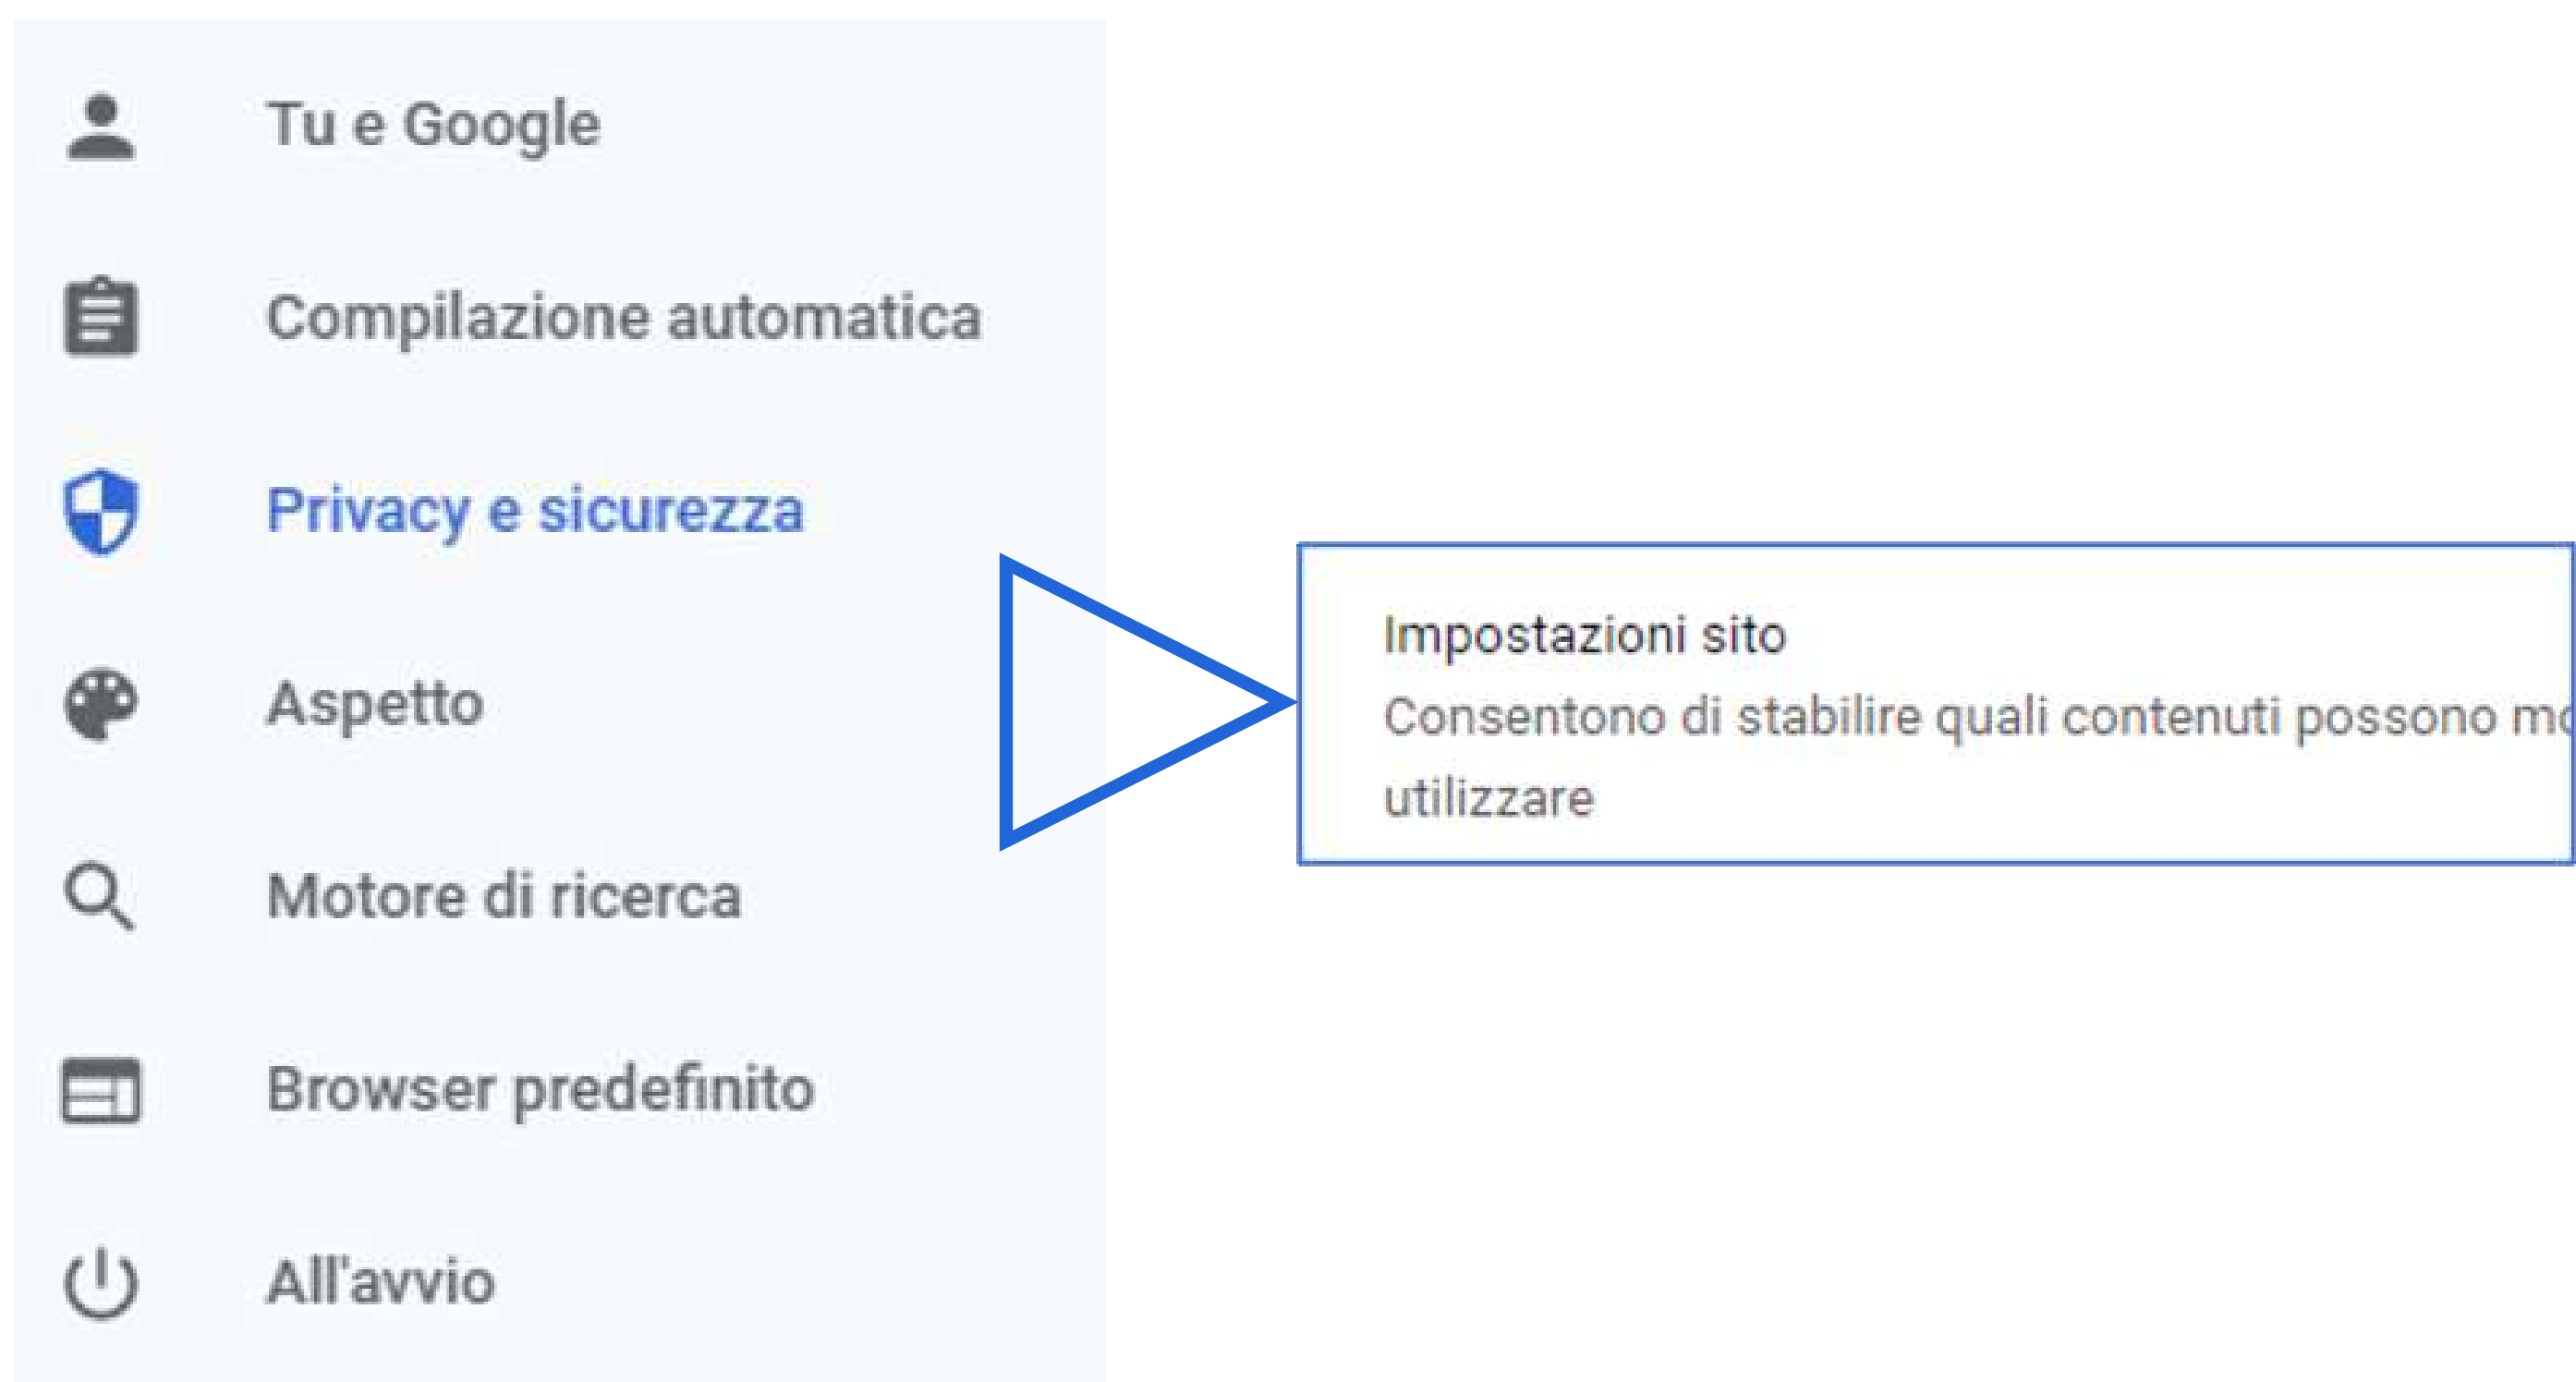 Tu e Google
Compilazione automatica
Privacy e sicurezza
Aspetto
Motore di ricerca
Browser predefinito
All'avvio
Impostazioni sito
Consentono di stabilire quali contenuti possono
utilizzare